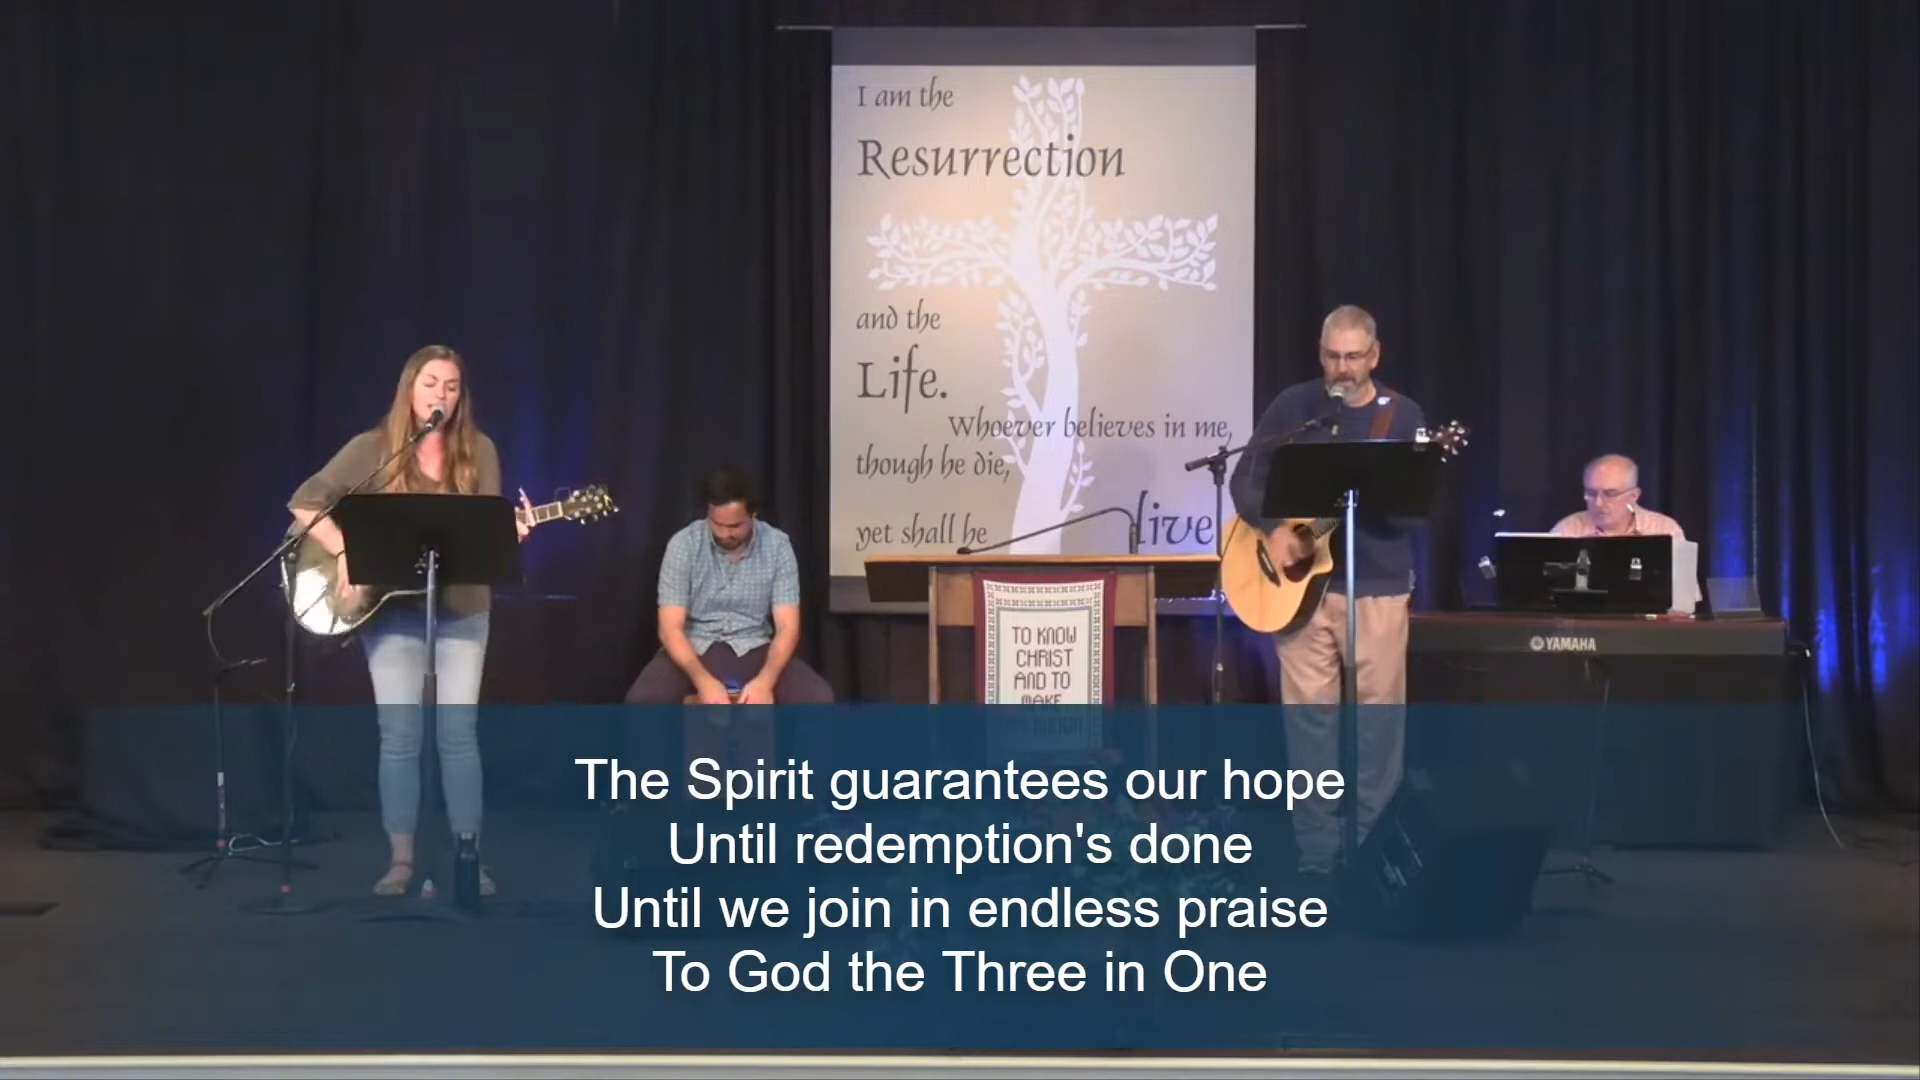 I am the
Resurrection
and the
Life.
Whoever believes in me,
though he die,
yet shall he
live
TO KNOW
CHRIST
AND TO
MAKE
KNOWN
YAMAHA
The Spirit guarantees our hope
Until redemption's done
Until we join in endless praise
To God the Three in One